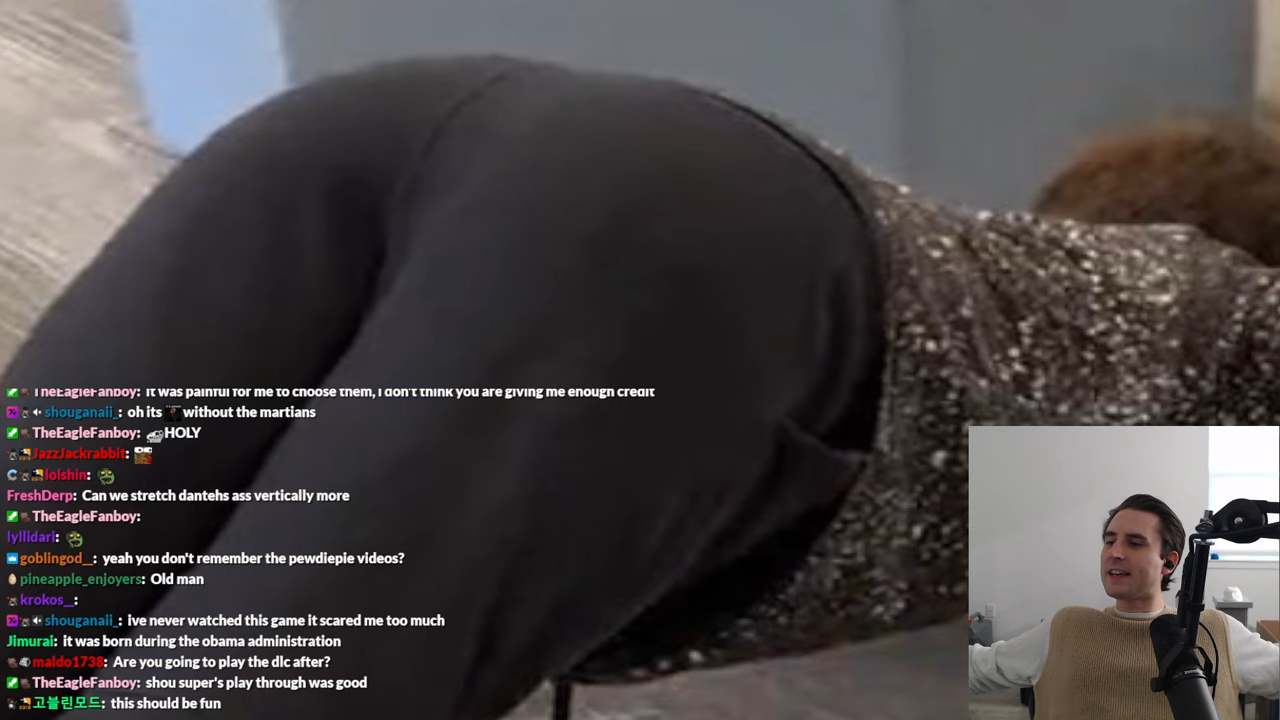 TheEagleFanboy: It was painful for me to choose them, I don't think you are giving me enough credit
shouganaii_: oh its without the martians
TheEagleFanboy: HOLY
JazzJackrabbit:
lolshin:
FreshDerp: Can we stretch dantehs ass vertically more
TheEagleFanboy:
lyllidari:
goblingod__: yeah you don't remember the pewdiepie videos?
pineapple_enjoyers: Old man
krokos__:
shouganaii_: ive never watched this game it scared me too much
Jimurai: it was born during the obama administration
maldo1738: Are you going to play the dlc after?
TheEagleFanboy: shou super's play through was good
고블린모드: this should be fun